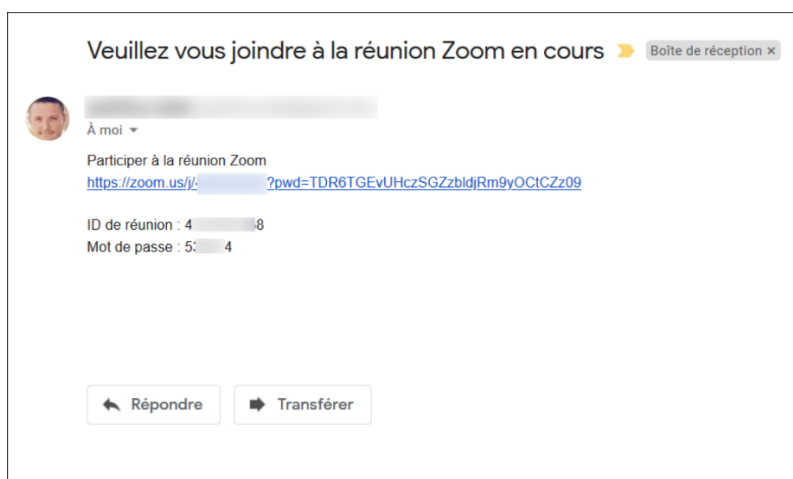 Veuillez vous joindre à la réunion Zoom en cours Boîte de réception ×
À moi
Participer à la réunion Zoom
https://zoom.us/j/ ?pwd=TDR6TGEvUHczSGZzbldjRm9yOCtCZz09
ID de réunion : 4 8
Mot de passe : 5 4
Répondre Transférer